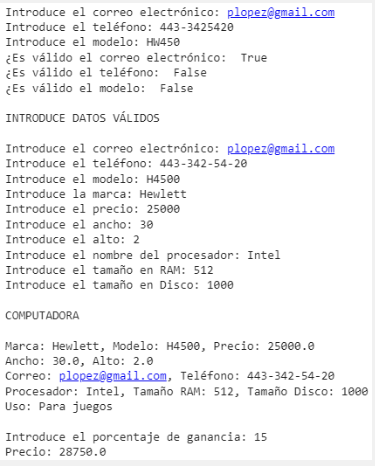 Introduce el correo electrónico: plopez@gmail.com
Introduce el teléfono: 443-3425420
Introduce el modelo: HW450
¿Es válido el correo electrónico:  True
¿Es válido el teléfono:  False
¿Es válido el modelo:  False
INTRODUCE DATOS VÁLIDOS
Introduce el correo electrónico: plopez@gmail.com
Introduce el teléfono: 443-342-54-20
Introduce el modelo: H4500
Introduce la marca: Hewlett
Introduce el precio: 25000
Introduce el ancho: 30
Introduce el alto: 2
Introduce el nombre del procesador: Intel
Introduce el tamaño en RAM: 512
Introduce el tamaño en Disco: 1000
COMPUTADORA
Marca: Hewlett, Modelo: H4500, Precio: 25000.0
Ancho: 30.0, Alto: 2.0
Correo: plopez@gmail.com, Teléfono: 443-342-54-20
Procesador: Intel, Tamaño RAM: 512, Tamaño Disco: 1000
Uso: Para juegos
Introduce el porcentaje de ganancia: 15
Precio: 28750.0